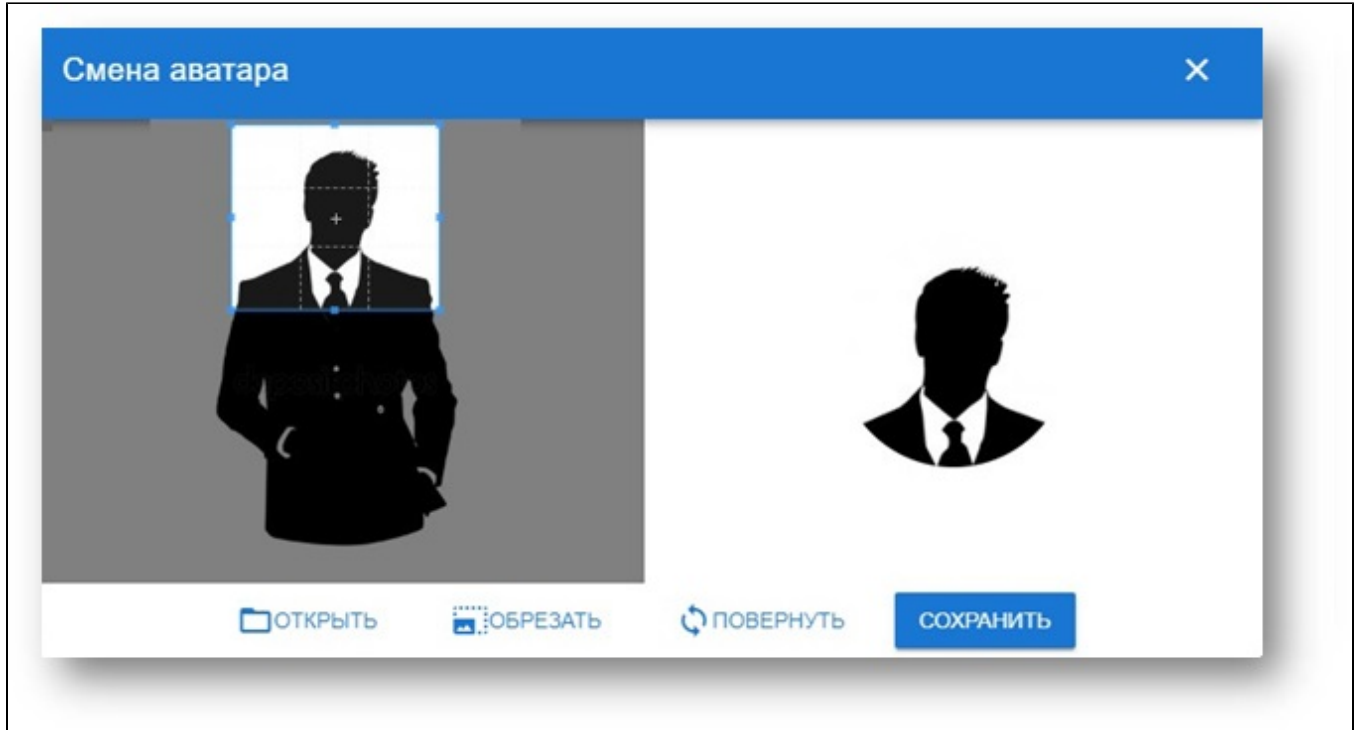 Смена аватара
ОТКРЫТЬ ОБРЕЗАТЬ ПОВЕРНУТЬ СОХРАНИТЬ